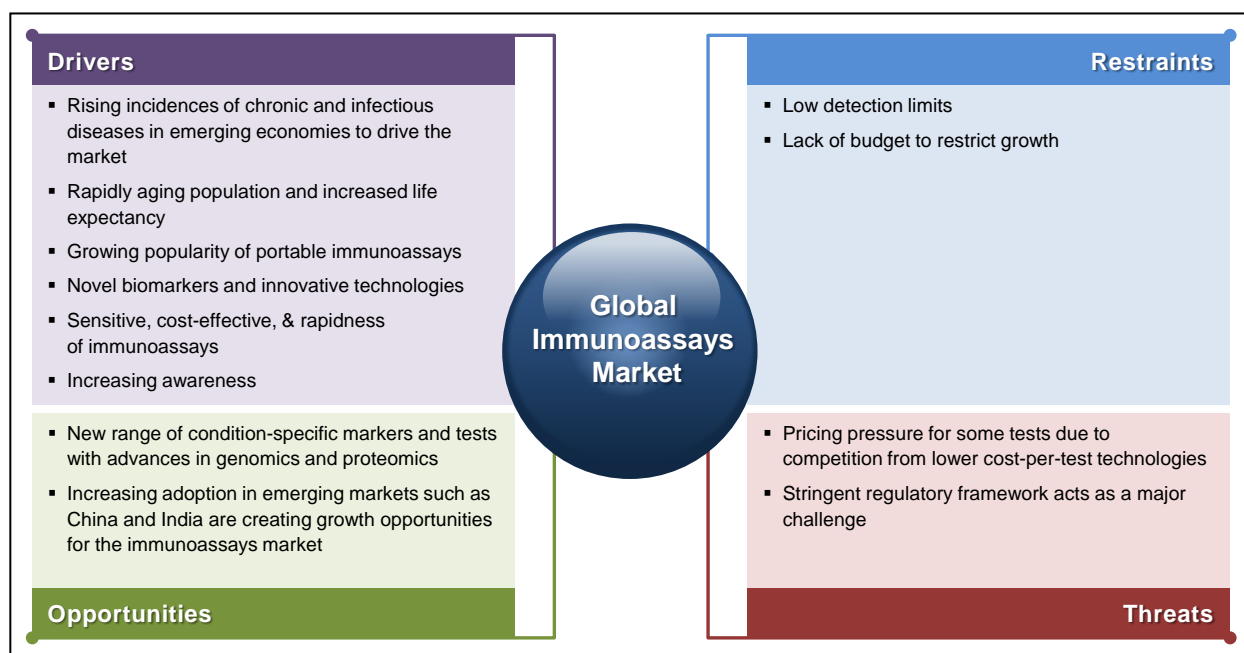 Drivers
▪ Rising incidences of chronic and infectious
diseases in emerging economies to drive the
market
▪ Rapidly aging population and increased life
expectancy
▪ Growing popularity of portable immunoassays
▪ Novel biomarkers and innovative technologies
▪ Sensitive, cost-effective, & rapidness
of immunoassays
▪ Increasing awareness
Restraints
▪ Low detection limits
▪ Lack of budget to restrict growth
Global
Immunoassays
Market
▪ New range of condition-specific markers and tests
with advances in genomics and proteomics
▪ Increasing adoption in emerging markets such as
China and India are creating growth opportunities
for the immunoassays market
Opportunities
▪ Pricing pressure for some tests due to
competition from lower cost-per-test technologies
▪ Stringent regulatory framework acts as a major
challenge
Threats